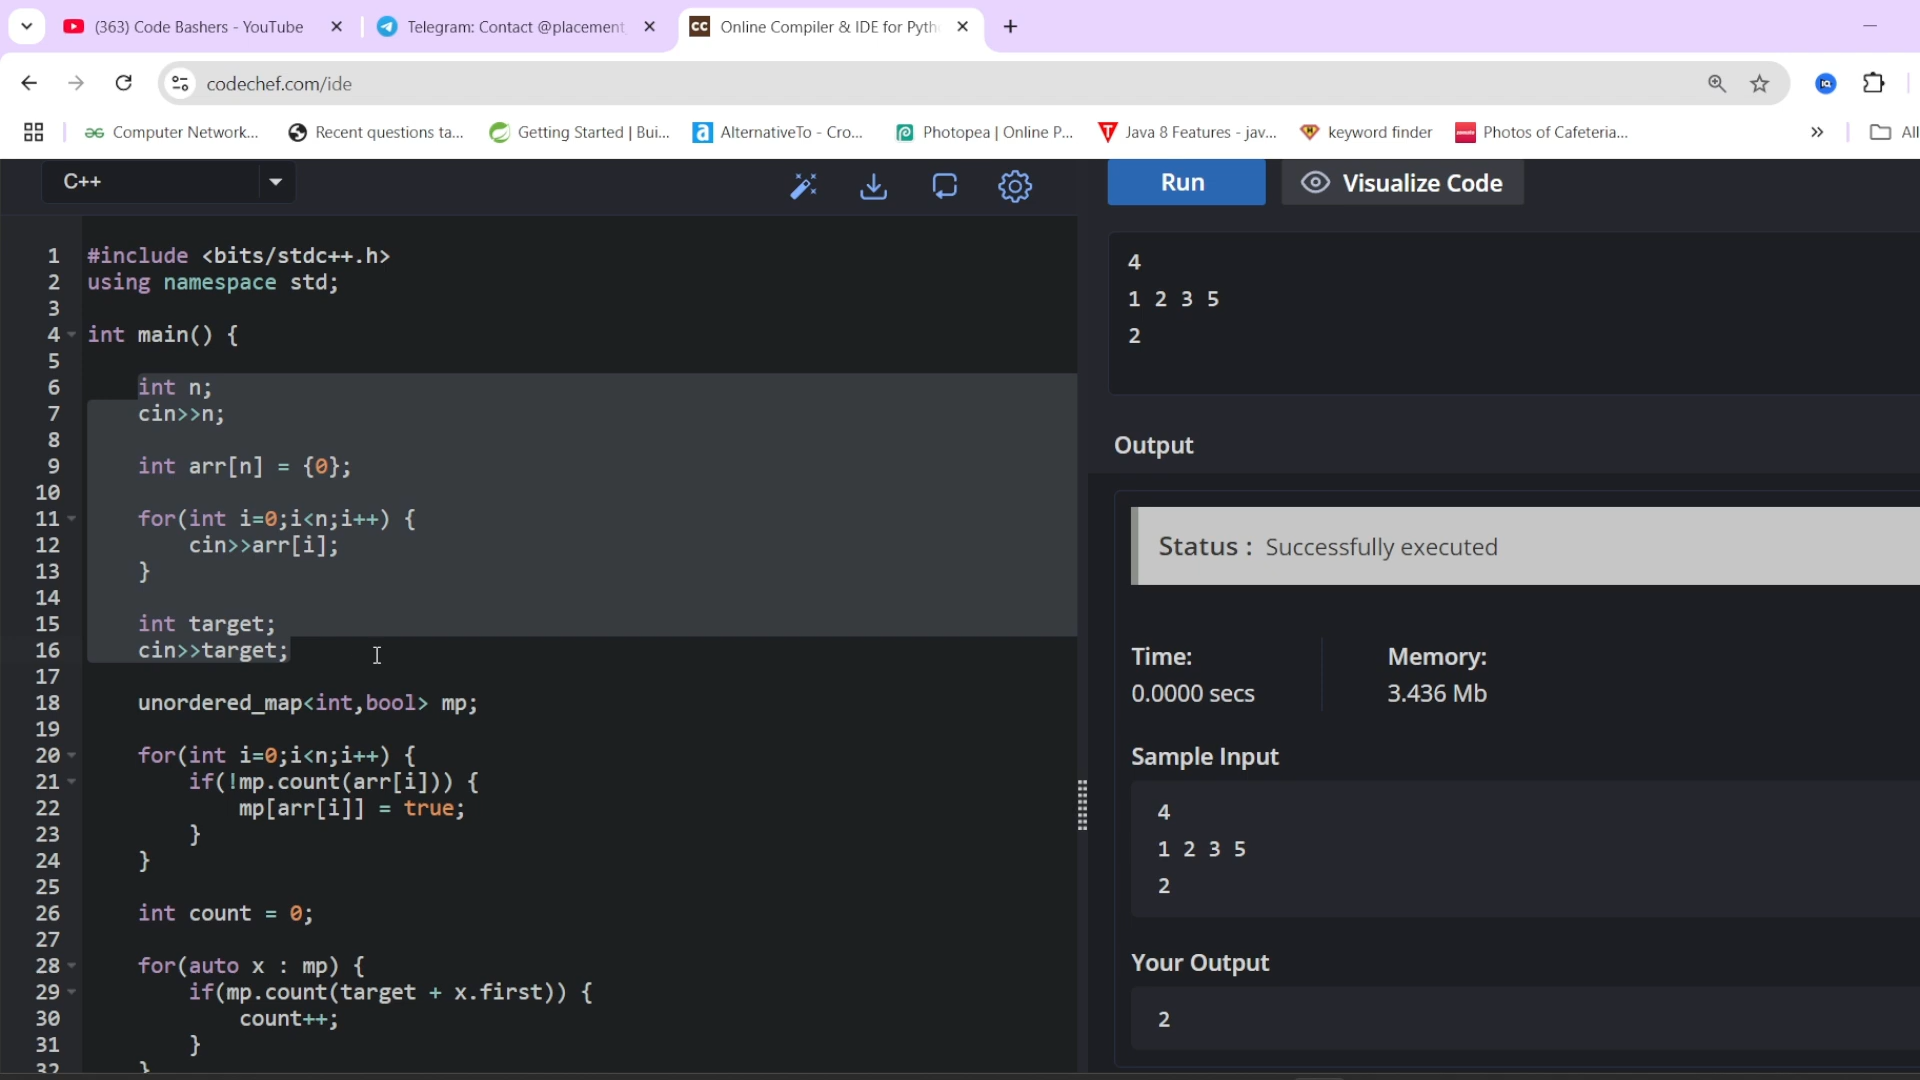 (363) Code Bashers - YouTube
Telegram: Contact @placement
CC Online Compiler & IDE for Pyth
codechef.com/ide
Computer Network...
Recent questions ta...
Getting Started | Bui...
AlternativeTo - Cro...
Photopea | Online P...
Java 8 Features - jav...
keyword finder
Photos of Cafeteria...
All
C++
Run
Visualize Code
1 #include <bits/stdc++.h>
2 using namespace std;
3
4 int main() {
5
6 int n;
7 cin>>n;
8
9 int arr[n] = {0};
10
11 for(int i=0;i<n;i++) {
12 cin>>arr[i];
13 }
14
15 int target;
16 cin>>target;
17
18 unordered_map<int,bool> mp;
19
20 for(int i=0;i<n;i++) {
21 if(!mp.count(arr[i])) {
22 mp[arr[i]] = true;
23 }
24 }
25
26 int count = 0;
27
28 for(auto x : mp) {
29 if(mp.count(target + x.first)) {
30 count++;
31 }
32 }
4
1 2 3 5
2
Output
Status : Successfully executed
Time:
0.0000 secs
Memory:
3.436 Mb
Sample Input
4
1 2 3 5
2
Your Output
2